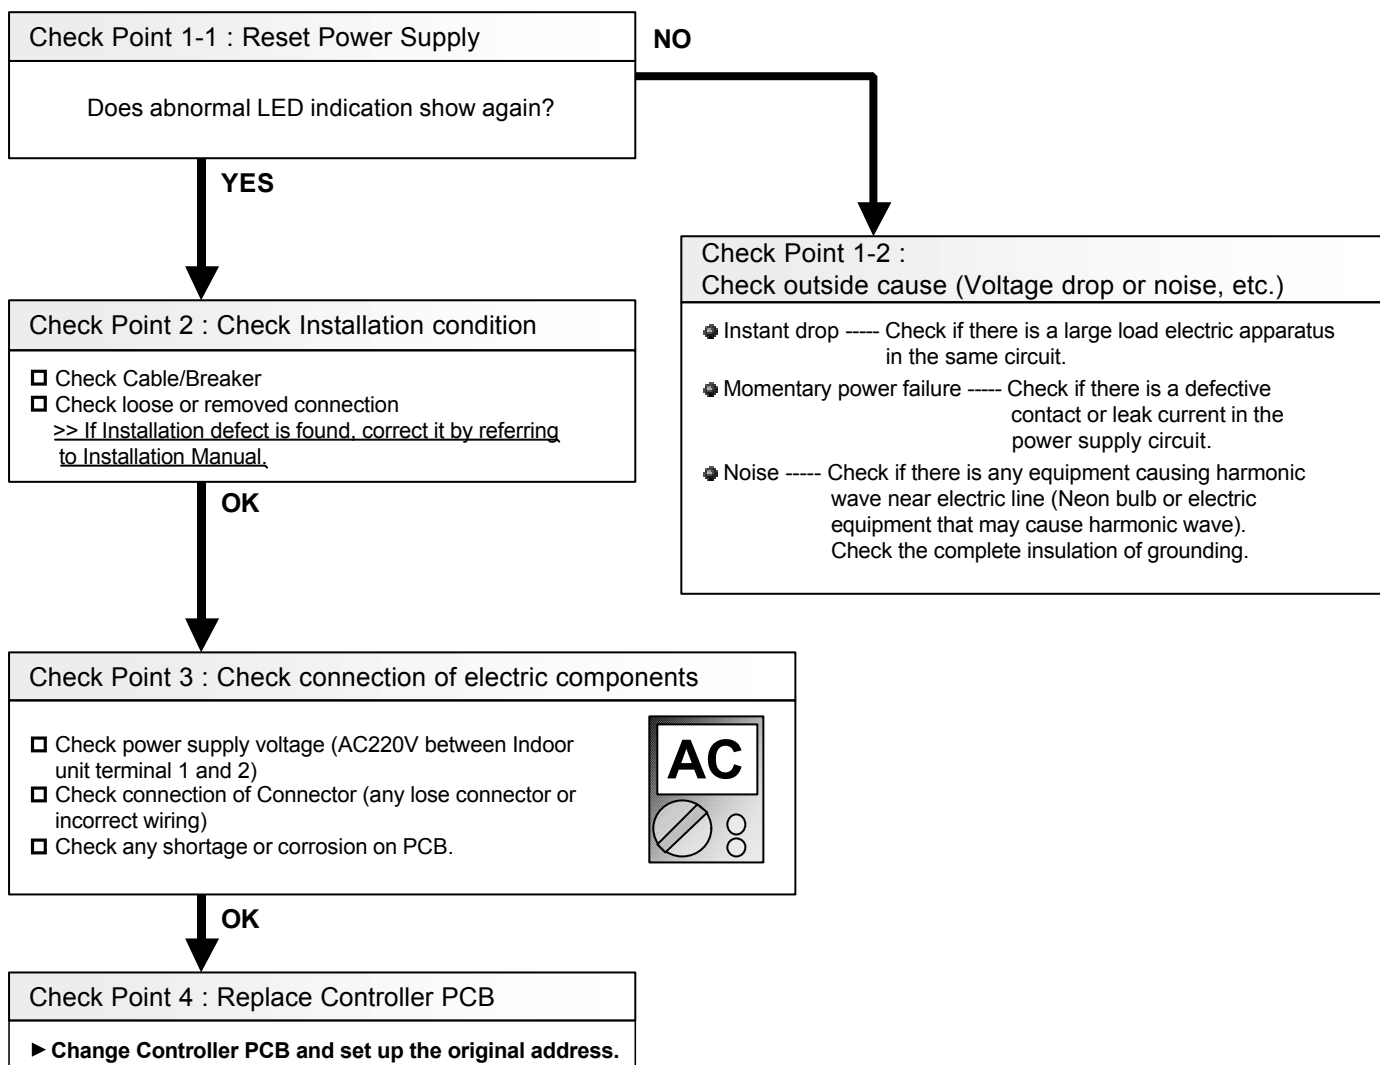 Check Point 1-1 : Reset Power Supply
NO
Does abnormal LED indication show again?
YES
Check Point 1-2 :
Check outside cause (Voltage drop or noise, etc.)
Instant drop ----- Check if there is a large load electric apparatus
in the same circuit.
Momentary power failure ----- Check if there is a defective
contact or leak current in the
power supply circuit.
Noise ----- Check if there is any equipment causing harmonic
wave near electric line (Neon bulb or electric
equipment that may cause harmonic wave).
Check the complete insulation of grounding.
Check Point 2 : Check Installation condition
Check Cable/Breaker
Check loose or removed connection
>> If Installation defect is found, correct it by referring
to Installation Manual.
OK
Check Point 3 : Check connection of electric components
Check power supply voltage (AC220V between Indoor
unit terminal 1 and 2)
Check connection of Connector (any lose connector or
incorrect wiring)
Check any shortage or corrosion on PCB.
AC
OK
Check Point 4 : Replace Controller PCB
►Change Controller PCB and set up the original address.